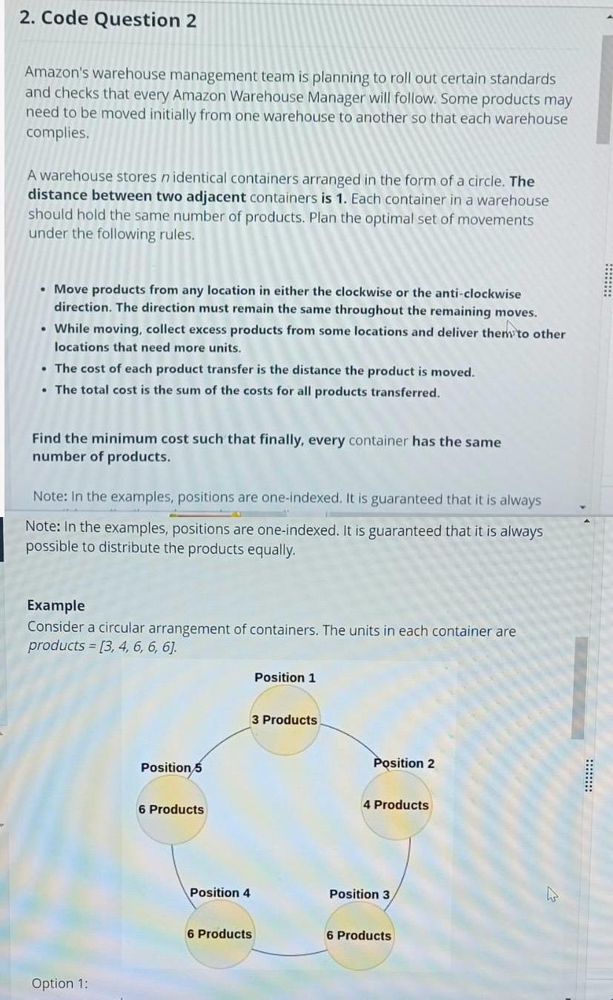 2. Code Question 2
Amazon's warehouse management team is planning to roll out certain standards
and checks that every Amazon Warehouse Manager will follow. Some products may
need to be moved initially from one warehouse to another so that each warehouse
complies.
A warehouse stores n identical containers arranged in the form of a circle. The
distance between two adjacent containers is 1. Each container in a warehouse
should hold the same number of products. Plan the optimal set of movements
under the following rules.
• Move products from any location in either the clockwise or the anti-clockwise
direction. The direction must remain the same throughout the remaining moves.
• While moving, collect excess products from some locations and deliver them to other
locations that need more units.
• The cost of each product transfer is the distance the product is moved.
• The total cost is the sum of the costs for all products transferred.
Find the minimum cost such that finally, every container has the same
number of products.
Note: In the examples, positions are one-indexed. It is guaranteed that it is always
Note: In the examples, positions are one-indexed. It is guaranteed that it is always
possible to distribute the products equally.
Example
Consider a circular arrangement of containers. The units in each container are
products = [3, 4, 6, 6, 6].
Position 1
3 Products
Position 5
Position 2
6 Products
4 Products
Position 4
Position 3
6 Products
6 Products
Option 1: